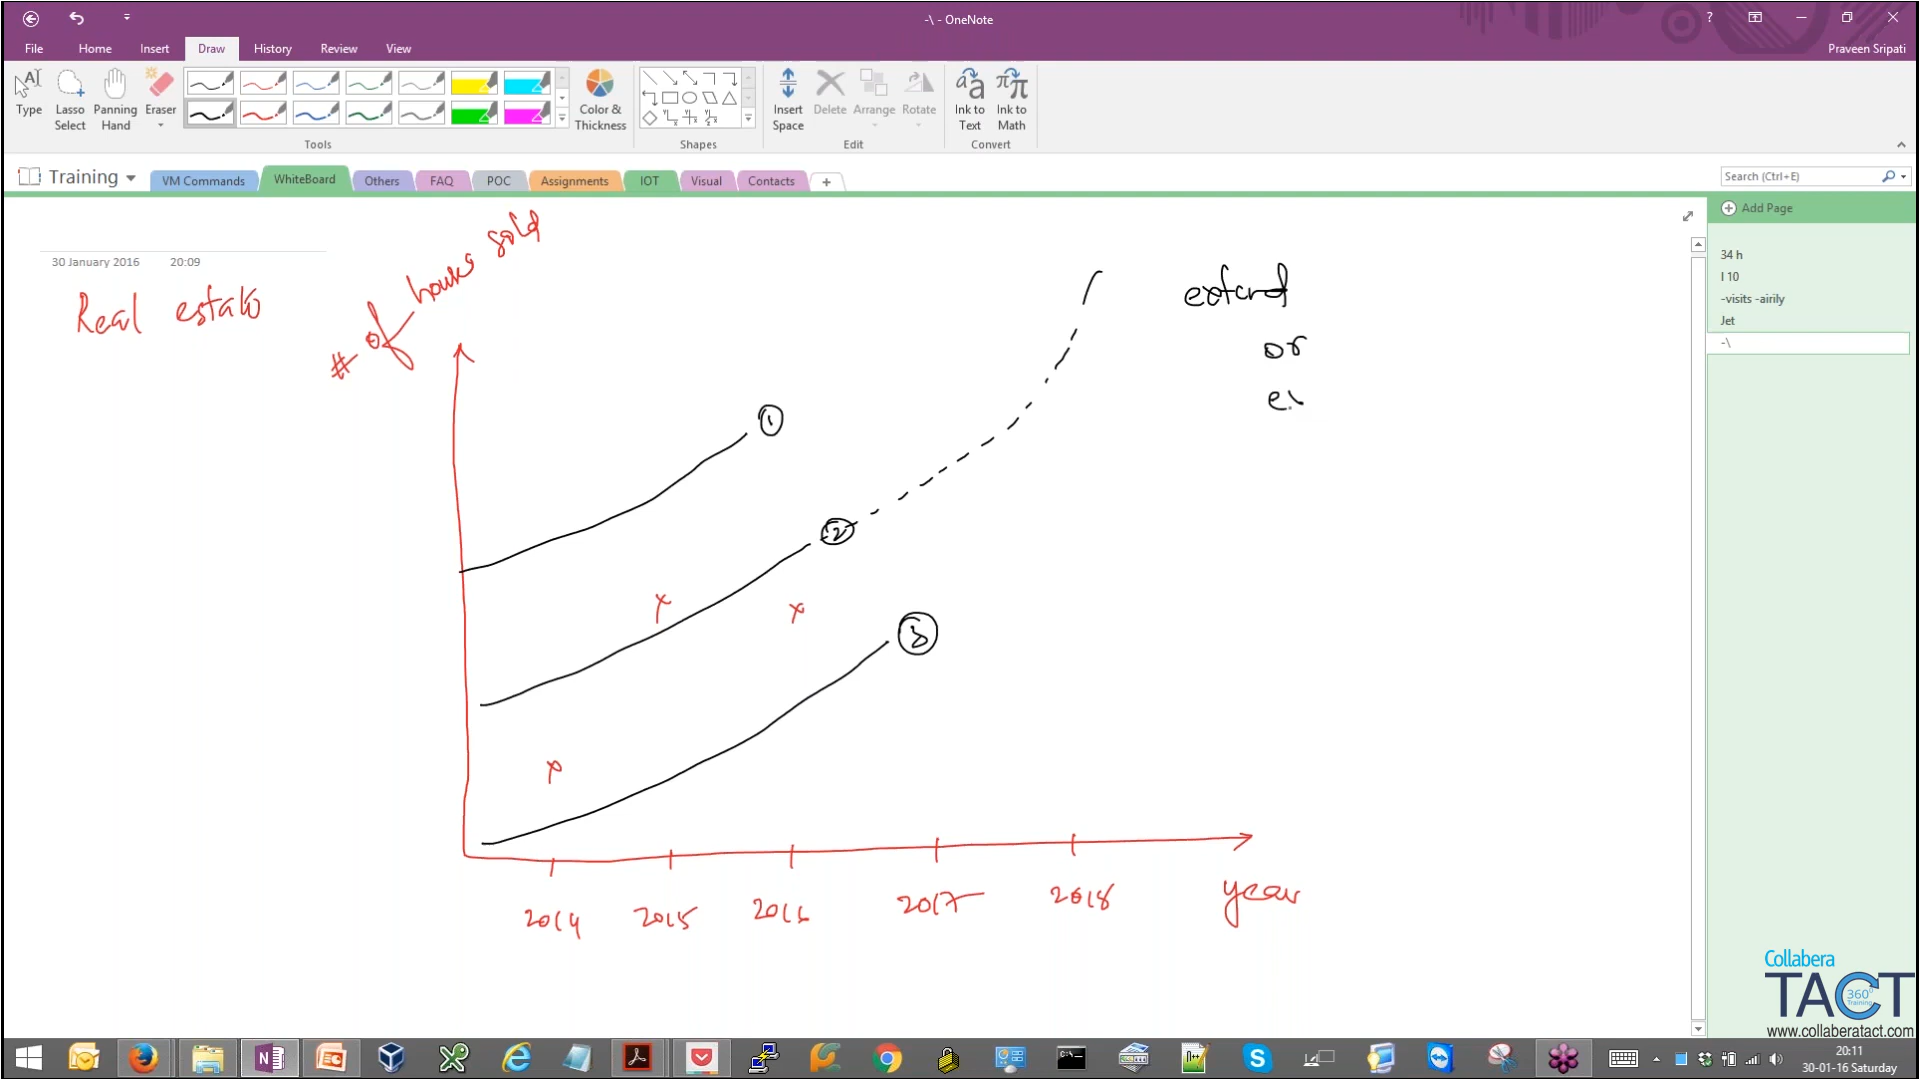 -\ - OneNote
?
Praveen Sripati
File Home Insert Draw History Review View
Type
Lasso Select
Panning Hand
Eraser
Color & Thickness
Insert Space
Delete
Arrange
Rotate
Ink to Text
Ink to Math
Tools
Shapes
Edit
Convert
Training
VM Commands
WhiteBoard
Others
FAQ
POC
Assignments
IOT
Visual
Contacts
Search (Ctrl+E)
Add Page
34 h
I 10
-visits -airily
Jet
-\
30 January 2016 20:09
Real estate
# of houses sold
1
2
3
extend
or
2014 2015 2016 2017 2018 year
Collabera
TACT
360°
Training
www.collaberatact.com
20:11
30-01-16 Saturday